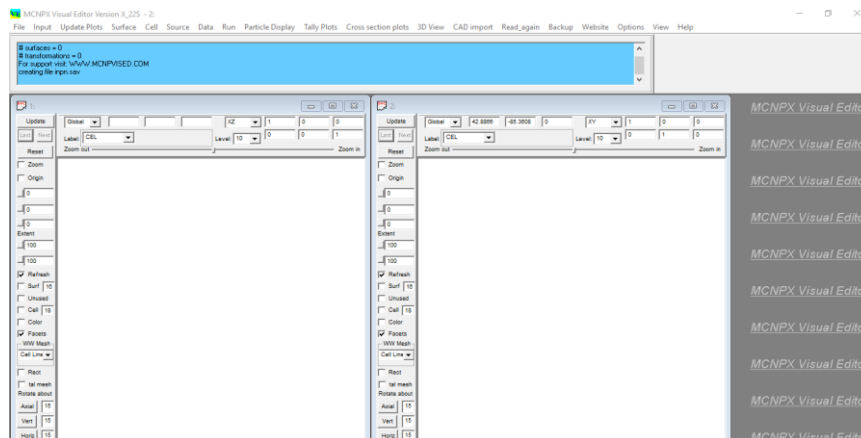 MCNPX Visual Editor Version X_22S - 2:
File Input Update Plots Surface Cell Source Data Run Particle Display Tally Plots Cross section plots 3D View CAD import Read_again Backup Website Options View Help
# surfaces = 0
# transformations = 0
For support visit: WWW.MCNPVISED.COM
creating file inpn.sav
1:
Update Global XZ 1 0 0
Last Next Label: CEL Level: 10 0 0 1
Reset Zoom out Zoom in
Zoom
Origin
0
0
0
Extent
100
100
Refresh
Surf 16
Unused
Cell 18
Color
Facets
WW Mesh
Cell Line
Rect
tal mesh
Rotate about
Axial 15
Vert 15
Horiz 15
2:
Update Global 42.8866 0 XY 1 0 0
Last Next Label: CEL Level: 10 0 1 0
Reset Zoom out Zoom in
Zoom
Origin
0
0
0
Extent
100
100
Refresh
Surf 16
Unused
Cell 18
Color
Facets
WW Mesh
Cell Line
Rect
tal mesh
Rotate about
Axial 15
Vert 15
Horiz 15
MCNPX Visual Edito
MCNPX Visual Edito
MCNPX Visual Edito
MCNPX Visual Edito
MCNPX Visual Edito
MCNPX Visual Edito
MCNPX Visual Edito
MCNPX Visual Edito
MCNPX Visual Edito
MCNPX Visual Edito